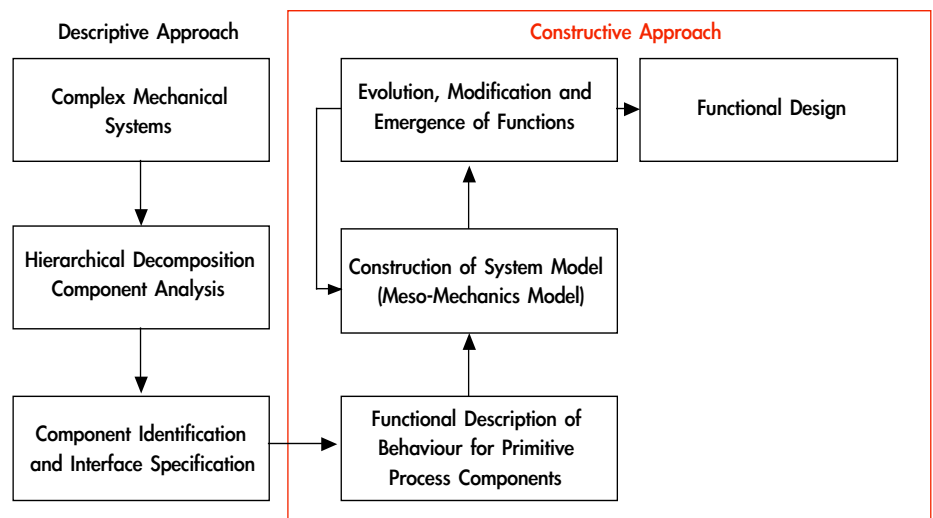 Descriptive Approach
Complex Mechanical
Systems
Hierarchical Decomposition
Component Analysis
Component Identification
and Interface Specification
Constructive Approach
Evolution, Modification and
Emergence of Functions
Functional Design
Construction of System Model
(Meso-Mechanics Model)
Functional Description of
Behaviour for Primitive
Process Components